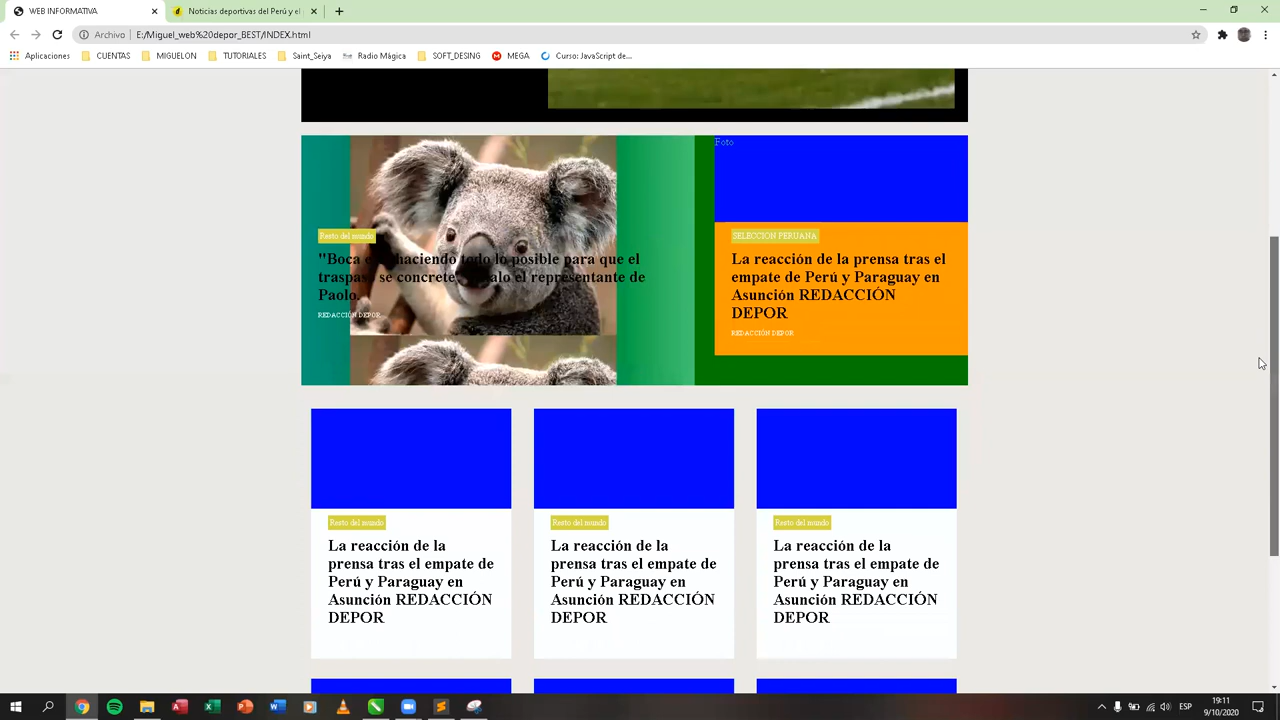 WEB INFORMATIVA
Noticias deportivas del Perú y el
Archivo | E:/Miguel_web%20depor_BEST/INDEX.html
Aplicaciones CUENTAS MIGUELON TUTORIALES Saint_Seiya Radio Mágica SOFT_DESING MEGA Curso: JavaScript de...
Resto del mundo
"Boca haciendo todo lo posible para que el
se concrete el representante de
Paolo.
REDACCIÓN DEPOR
Foto
SELECCIÓN PERUANA
La reacción de la prensa tras el
empate de Perú y Paraguay en
Asunción REDACCIÓN
DEPOR
REDACCIÓN DEPOR
Resto del mundo
La reacción de la
prensa tras el empate de
Perú y Paraguay en
Asunción REDACCIÓN
DEPOR
Resto del mundo
La reacción de la
prensa tras el empate de
Perú y Paraguay en
Asunción REDACCIÓN
DEPOR
Resto del mundo
La reacción de la
prensa tras el empate de
Perú y Paraguay en
Asunción REDACCIÓN
DEPOR
ESP
19:11
9/10/2020